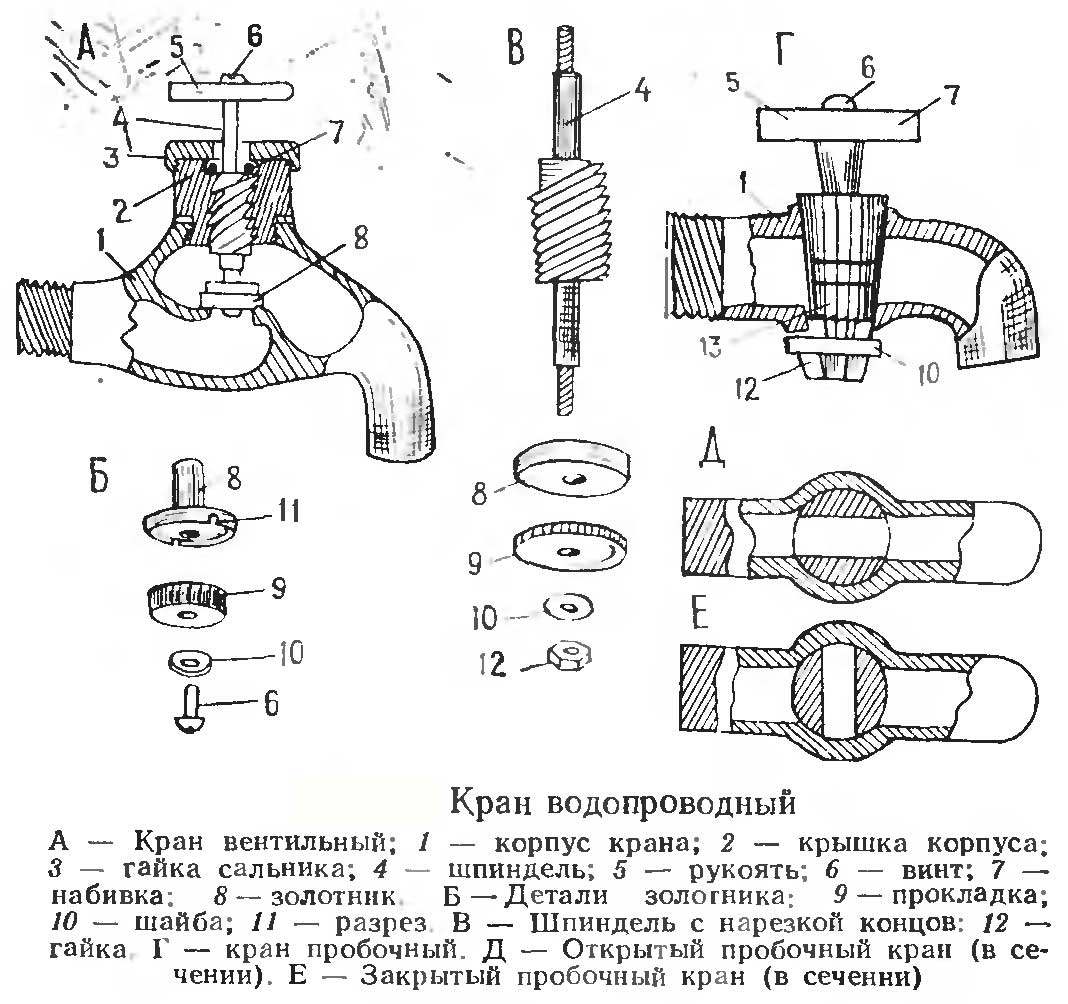 А
5
6
4
3
7
2
1
8
В
4
Г
6
5
7
1
13
12
10
Б
8
11
9
10
6
8
9
10
12
Д
Е
Кран водопроводный
А — Кран вентильный; 1 — корпус крана; 2 — крышка корпуса;
3 — гайка сальника; 4 — шпиндель; 5 — рукоять; 6 — винт; 7 —
набивка; 8 — золотник. Б — Детали золотника: 9 — прокладка;
10 — шайба; 11 — разрез. В — Шпиндель с нарезкой концов: 12 —
гайка. Г — кран пробочный. Д — Открытый пробочный кран (в се-
чении). Е — Закрытый пробочный кран (в сечении)